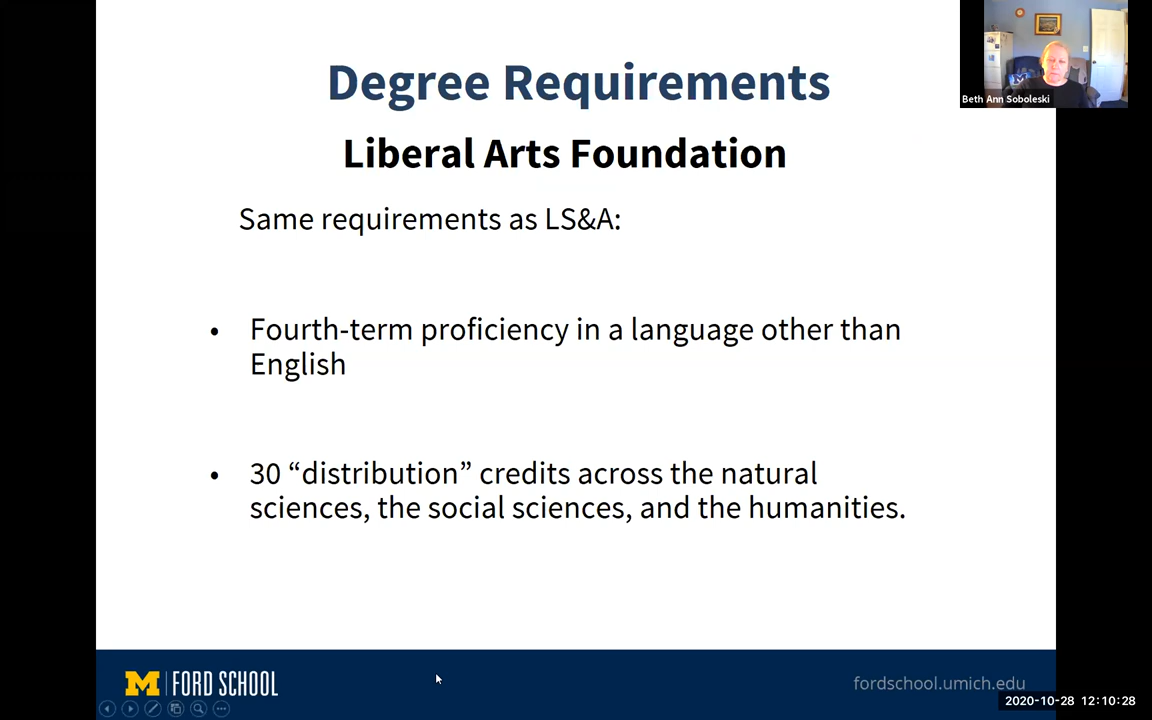 Degree Requirements
Beth Ann Soboleski
Liberal Arts Foundation
Same requirements as LS&A:
• Fourth-term proficiency in a language other than
English
• 30 “distribution” credits across the natural
sciences, the social sciences, and the humanities.
M | FORD SCHOOL
fordschool.umich.edu
2020-10-28 12:10:28